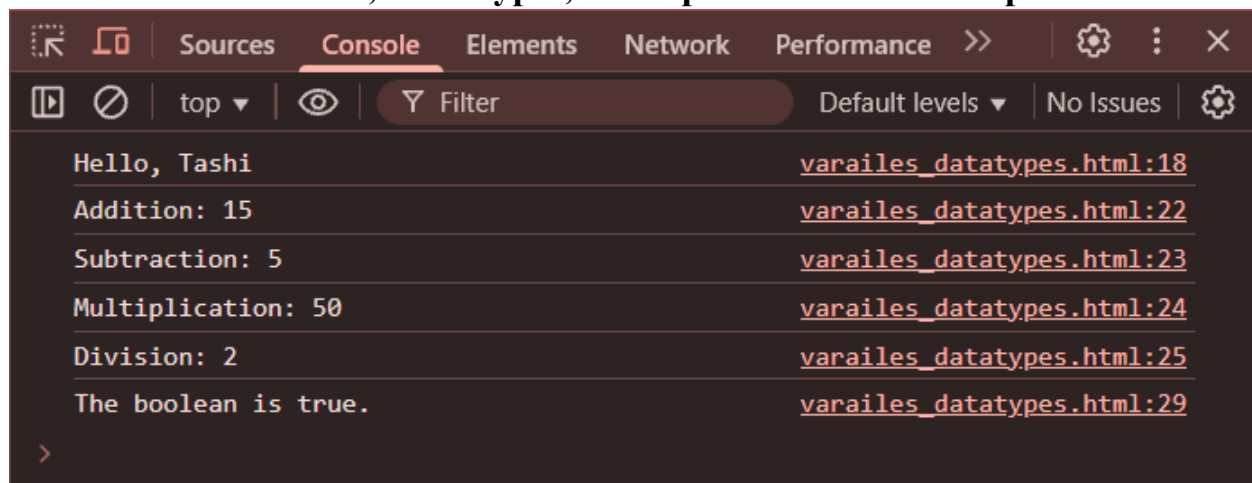 Sources Console Elements Network Performance
top Filter Default levels No Issues
Hello, Tashi varailes_datatypes.html:18
Addition: 15 varailes_datatypes.html:22
Subtraction: 5 varailes_datatypes.html:23
Multiplication: 50 varailes_datatypes.html:24
Division: 2 varailes_datatypes.html:25
The boolean is true. varailes_datatypes.html:29